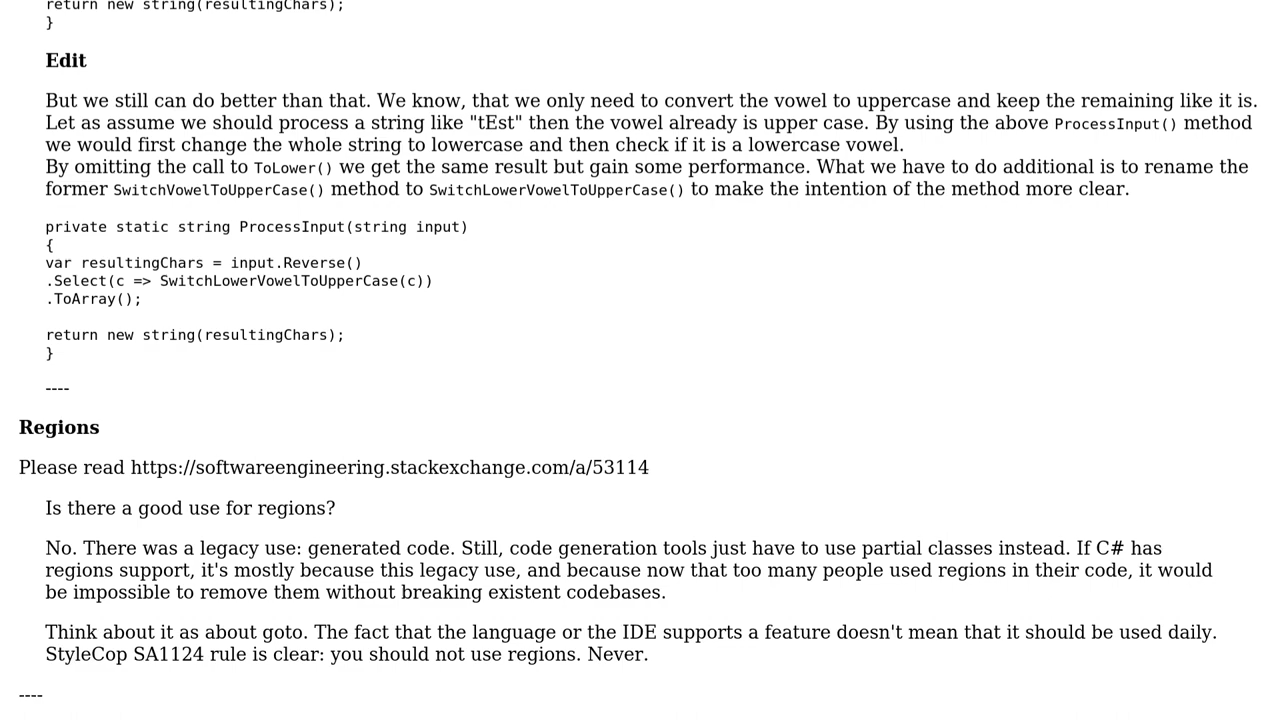 return new string(resultingChars);
}
Edit
But we still can do better than that. We know, that we only need to convert the vowel to uppercase and keep the remaining like it is.
Let as assume we should process a string like "tEst" then the vowel already is upper case. By using the above ProcessInput() method
we would first change the whole string to lowercase and then check if it is a lowercase vowel.
By omitting the call to ToLower() we get the same result but gain some performance. What we have to do additional is to rename the
former SwitchVowelToUpperCase() method to SwitchLowerVowelToUpperCase() to make the intention of the method more clear.
private static string ProcessInput(string input)
{
var resultingChars = input.Reverse()
.Select(c => SwitchLowerVowelToUpperCase(c))
.ToArray();
return new string(resultingChars);
}
----
Regions
Please read https://softwareengineering.stackexchange.com/a/53114
Is there a good use for regions?
No. There was a legacy use: generated code. Still, code generation tools just have to use partial classes instead. If C# has
regions support, it's mostly because this legacy use, and because now that too many people used regions in their code, it would
be impossible to remove them without breaking existent codebases.
Think about it as about goto. The fact that the language or the IDE supports a feature doesn't mean that it should be used daily.
StyleCop SA1124 rule is clear: you should not use regions. Never.
----